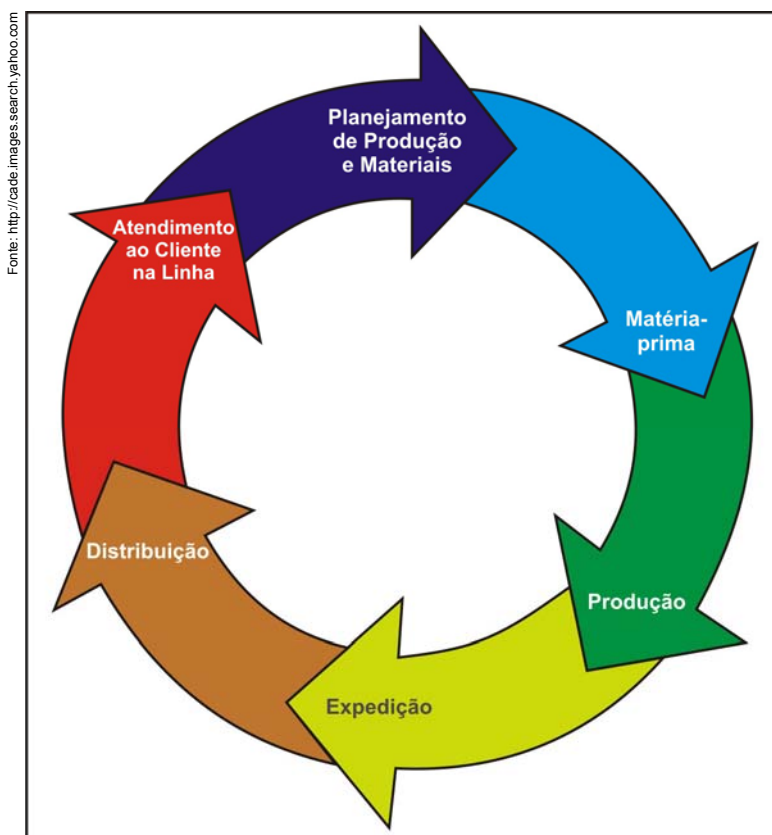 Fonte: http://cade.images.search.yahoo.com
Planejamento
de Produção
e Materiais
Matéria-
prima
Produção
Expedição
Distribuição
Atendimento
ao Cliente
na Linha